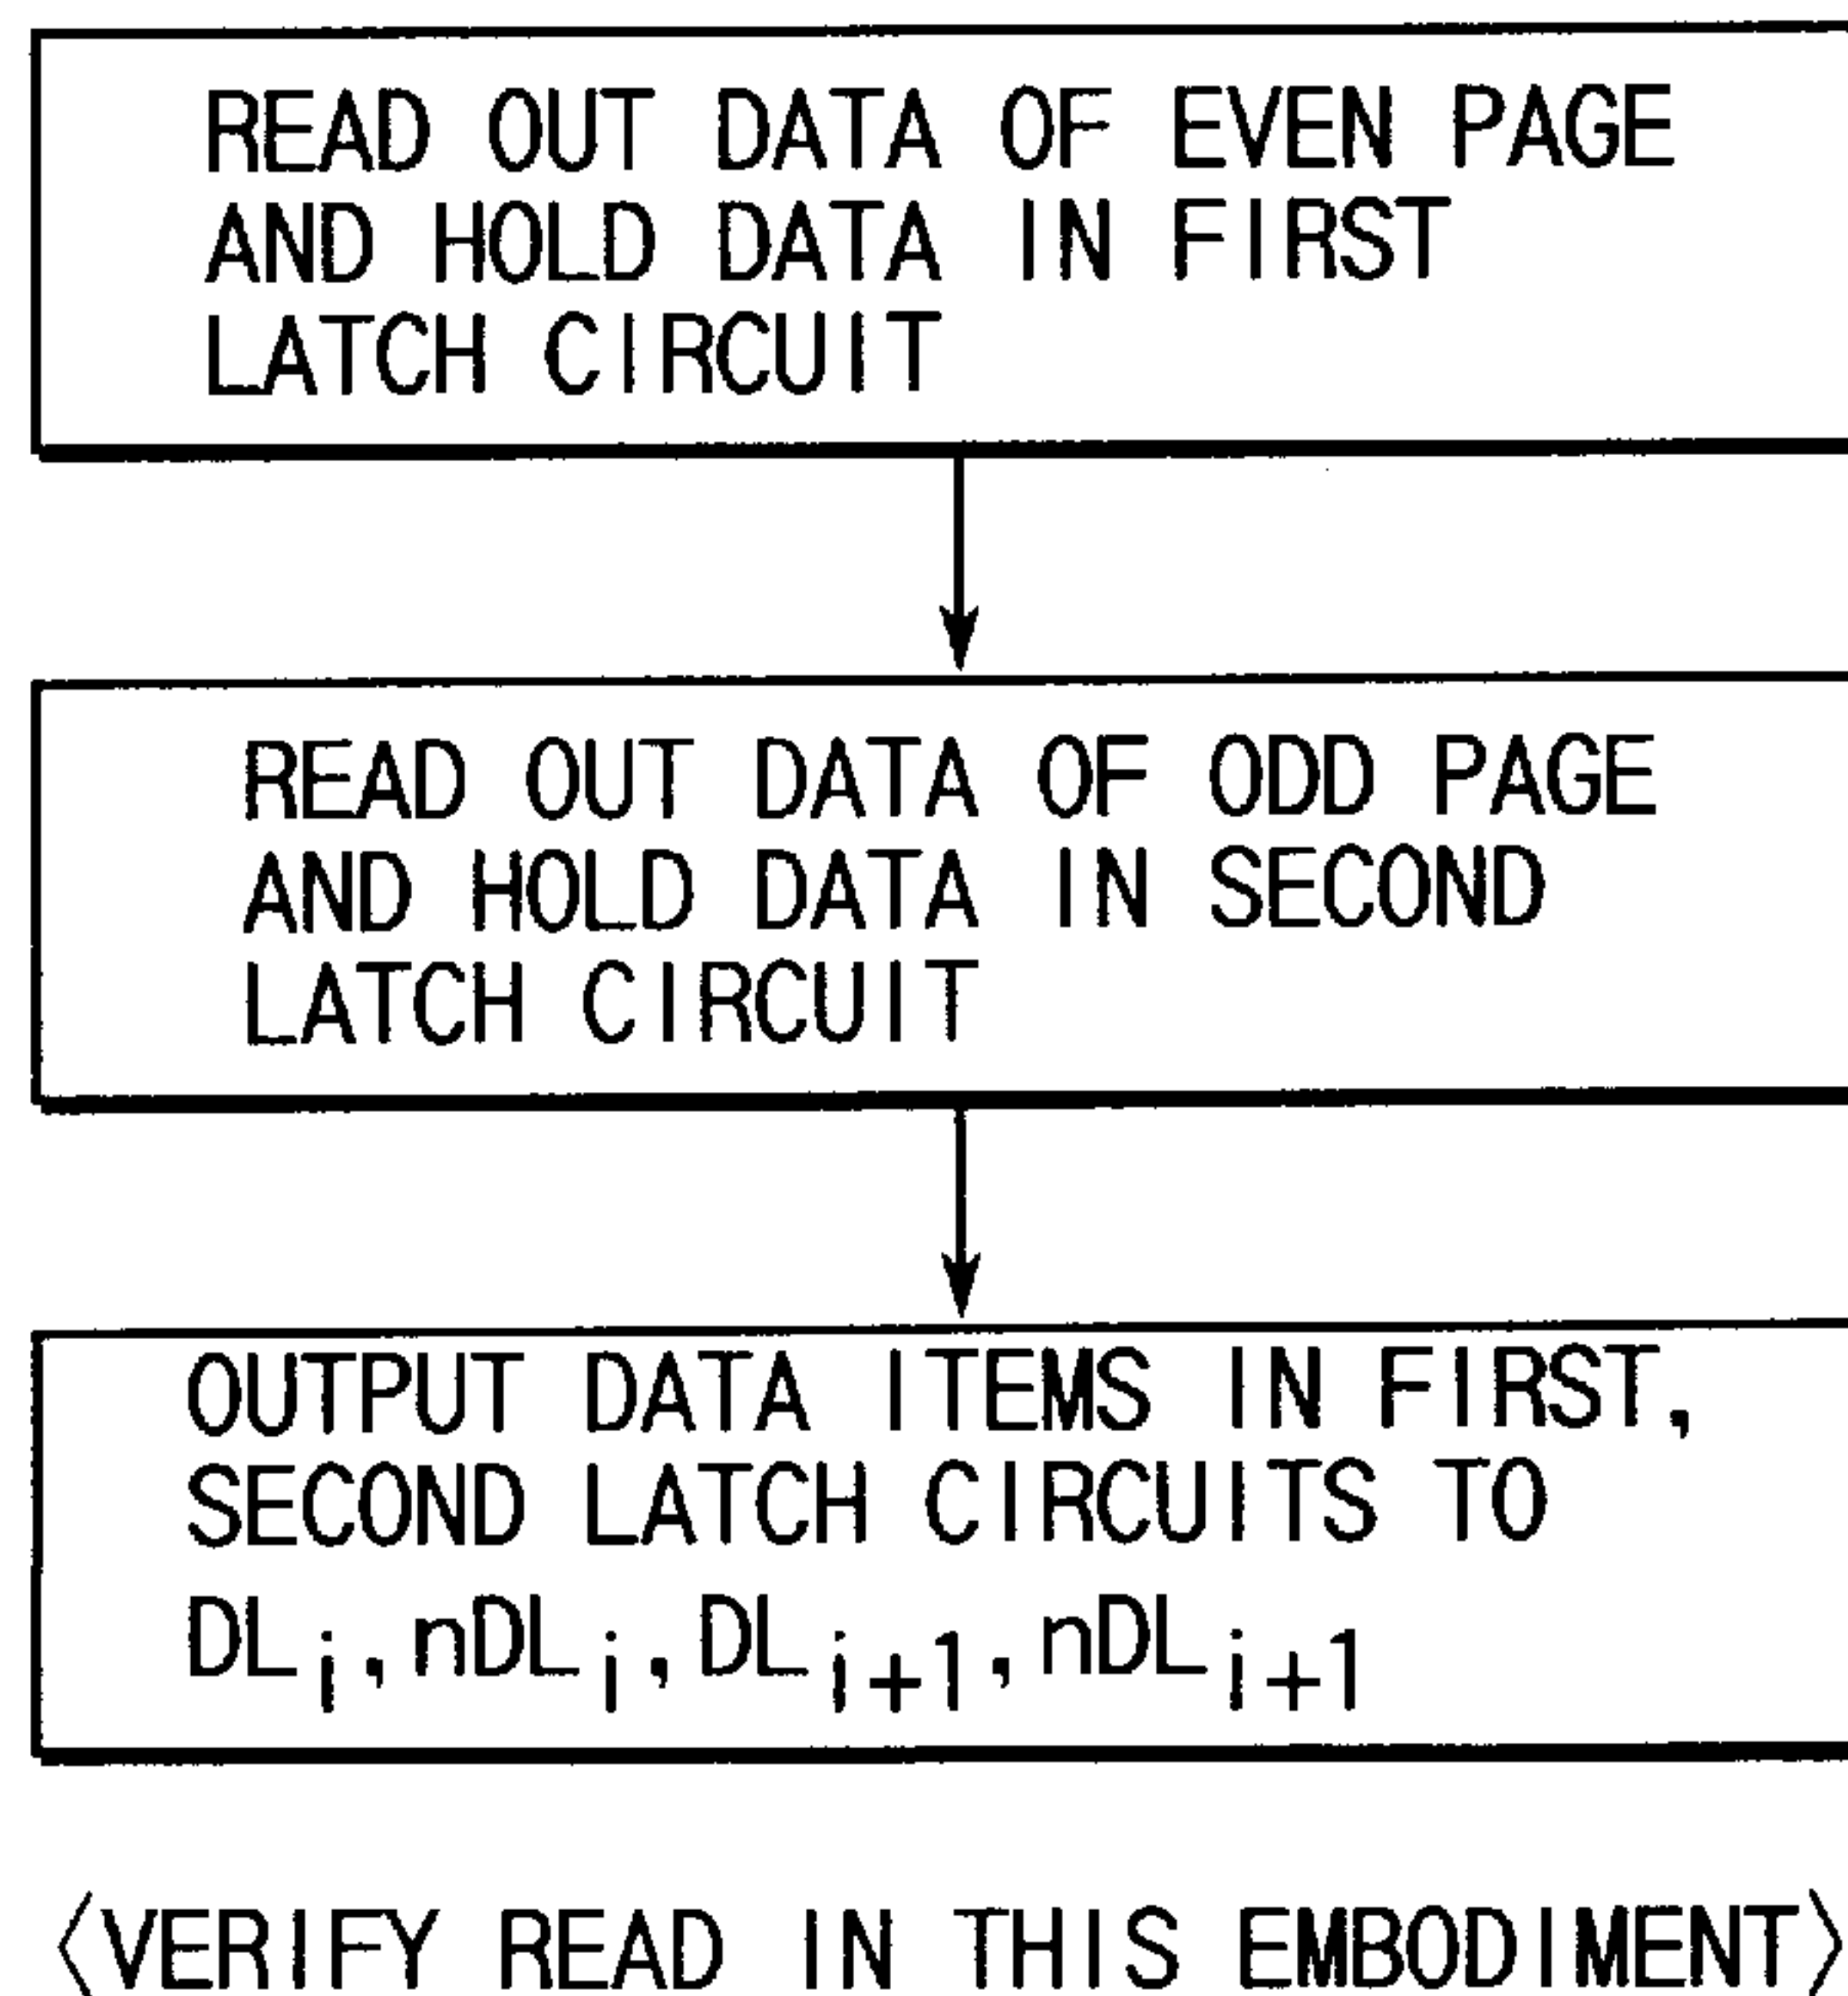 READ OUT DATA OF EVEN PAGE
AND HOLD DATA IN FIRST
LATCH CIRCUIT
READ OUT DATA OF ODD PAGE
AND HOLD DATA IN SECOND
LATCH CIRCUIT
OUTPUT DATA ITEMS IN FIRST,
SECOND LATCH CIRCUITS TO
DLi, nDLi, DLi+1, nDLi+1
〈VERIFY READ IN THIS EMBODIMENT〉